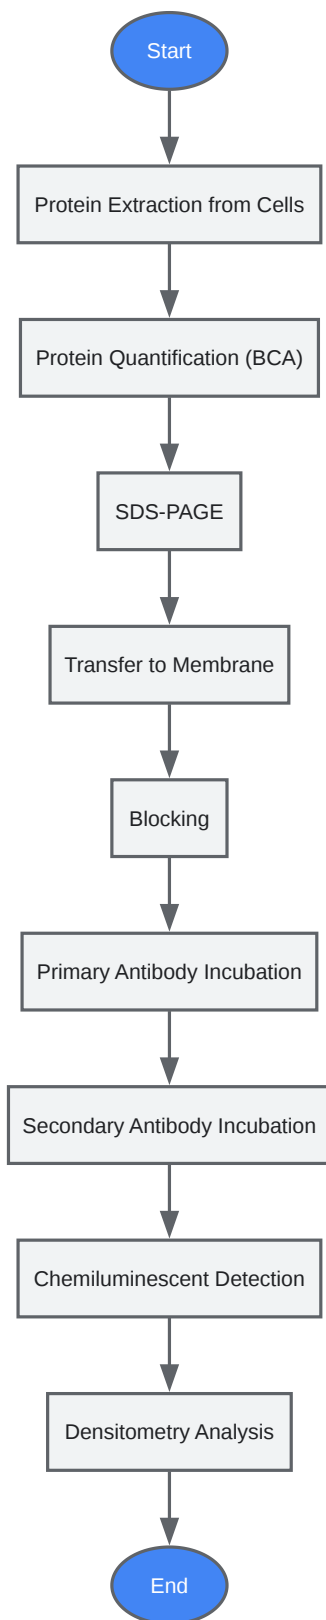 Start
Protein Extraction from Cells
Protein Quantification (BCA)
SDS-PAGE
Transfer to Membrane
Blocking
Primary Antibody Incubation
Secondary Antibody Incubation
Chemiluminescent Detection
Densitometry Analysis
End